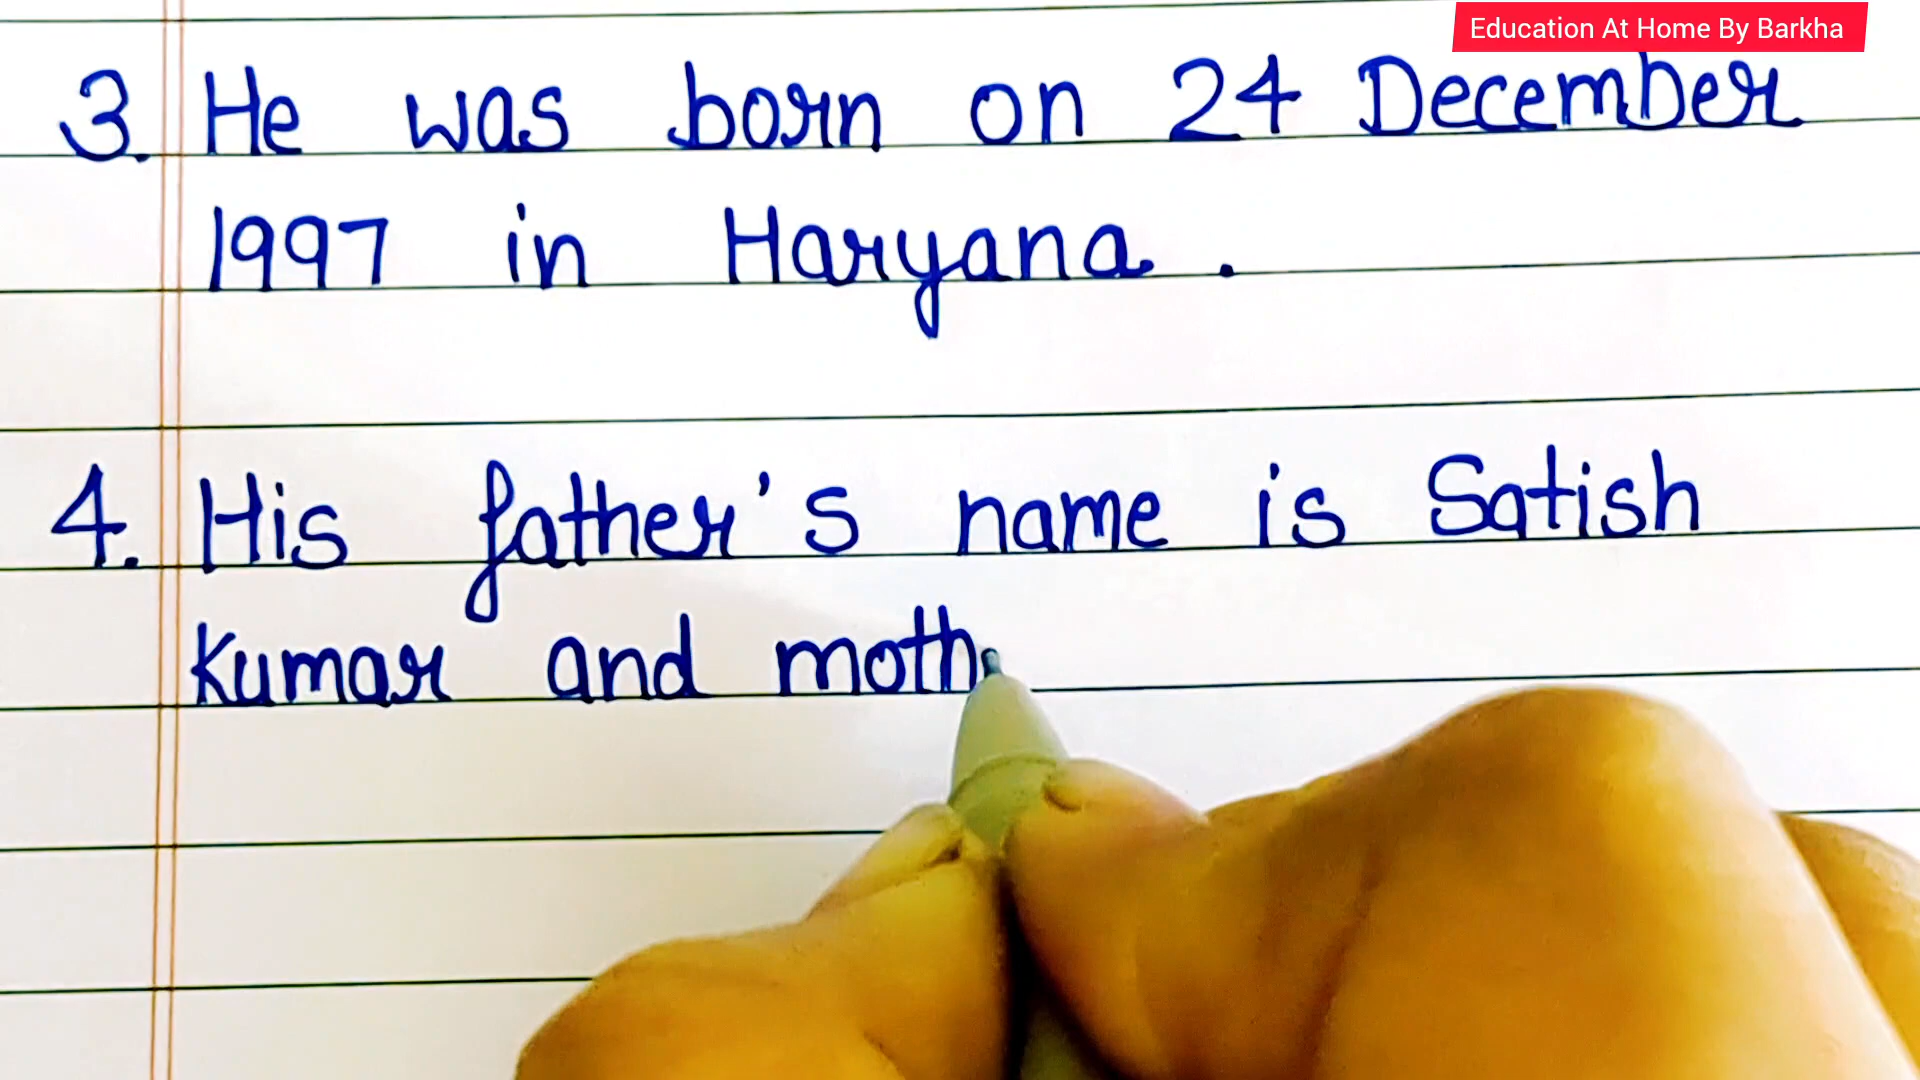 Education At Home By Barkha
3. He was born on 24 December
1997 in Haryana.
4. His father's name is Satish
Kumar and moth